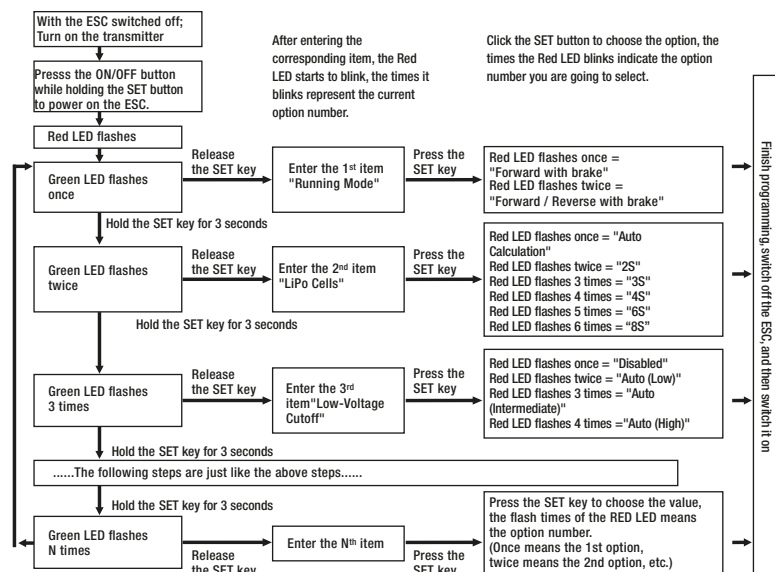 With the ESC switched off;
Turn on the transmitter
Presss the ON/OFF button
while holding the SET button
to power on the ESC.
Red LED flashes
After entering the
corresponding item, the Red
LED starts to blink, the times it
blinks represent the current
option number.
Click the SET button to choose the option, the
times the Red LED blinks indicate the option
number you are going to select.
Green LED flashes
once
Release
the SET key
Enter the 1st item
"Running Mode"
Press the
SET key
Red LED flashes once =
"Forward with brake"
Red LED flashes twice =
"Forward / Reverse with brake"
Hold the SET key for 3 seconds
Green LED flashes
twice
Release
the SET key
Enter the 2nd item
"LiPo Cells"
Press the
SET key
Red LED flashes once = "Auto
Calculation"
Red LED flashes twice = "2S"
Red LED flashes 3 times = "3S"
Red LED flashes 4 times = "4S"
Red LED flashes 5 times = "6S"
Red LED flashes 6 times = "8S"
Hold the SET key for 3 seconds
Green LED flashes
3 times
Release
the SET key
Enter the 3rd
item"Low-Voltage
Cutoff"
Press the
SET key
Red LED flashes once = "Disabled"
Red LED flashes twice = "Auto (Low)"
Red LED flashes 3 times = "Auto
(Intermediate)"
Red LED flashes 4 times ="Auto (High)"
Hold the SET key for 3 seconds
......The following steps are just like the above steps......
Hold the SET key for 3 seconds
Green LED flashes
N times
Release
the SET key
Enter the Nth item
Press the
SET key
Press the SET key to choose the value,
the flash times of the RED LED means
the option number.
(Once means the 1st option,
twice means the 2nd option, etc.)
Finish programming, switch off the ESC, and then switch it on